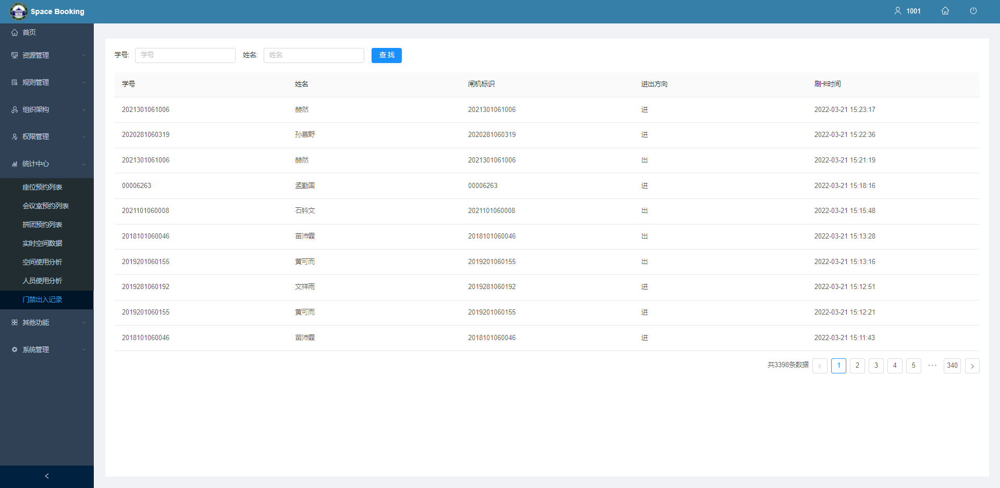 Space Booking
1001
首页
资源管理
规则管理
组织架构
权限管理
统计中心
座位预约列表
会议室预约列表
拼团预约列表
实时空间数据
空间使用分析
人员使用分析
门禁出入记录
其他功能
系统管理
学号: 学号 姓名: 姓名 查 找
学号 姓名 闸机标识 进出方向 刷卡时间
2021301061006 赫然 2021301061006 进 2022-03-21 15:23:17
2020281060319 孙慕野 2020281060319 进 2022-03-21 15:22:36
2021301061006 赫然 2021301061006 出 2022-03-21 15:21:19
00006263 孟勤国 00006263 进 2022-03-21 15:18:16
2021101060008 石钤文 2021101060008 出 2022-03-21 15:15:48
2018101060046 苗沛霖 2018101060046 出 2022-03-21 15:13:28
2019201060155 黄可而 2019201060155 出 2022-03-21 15:13:16
2019281060192 文祥雨 2019281060192 进 2022-03-21 15:12:51
2019201060155 黄可而 2019201060155 进 2022-03-21 15:12:21
2018101060046 苗沛霖 2018101060046 进 2022-03-21 15:11:43
共3398条数据 < 1 2 3 4 5 ••• 340 >